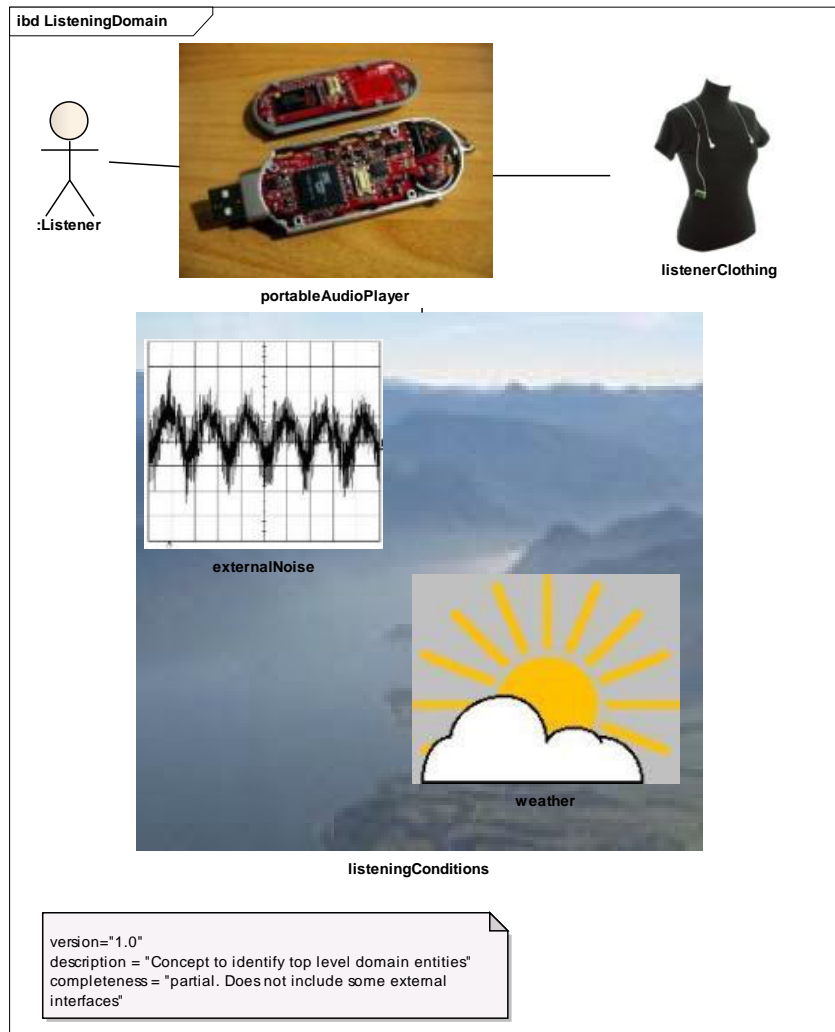 ibd ListeningDomain
:Listener
listenerClothing
portableAudioPlayer
externalNoise
weather
listeningConditions
version="1.0"
description = "Concept to identify top level domain entities"
completeness = "partial. Does not include some external
interfaces"